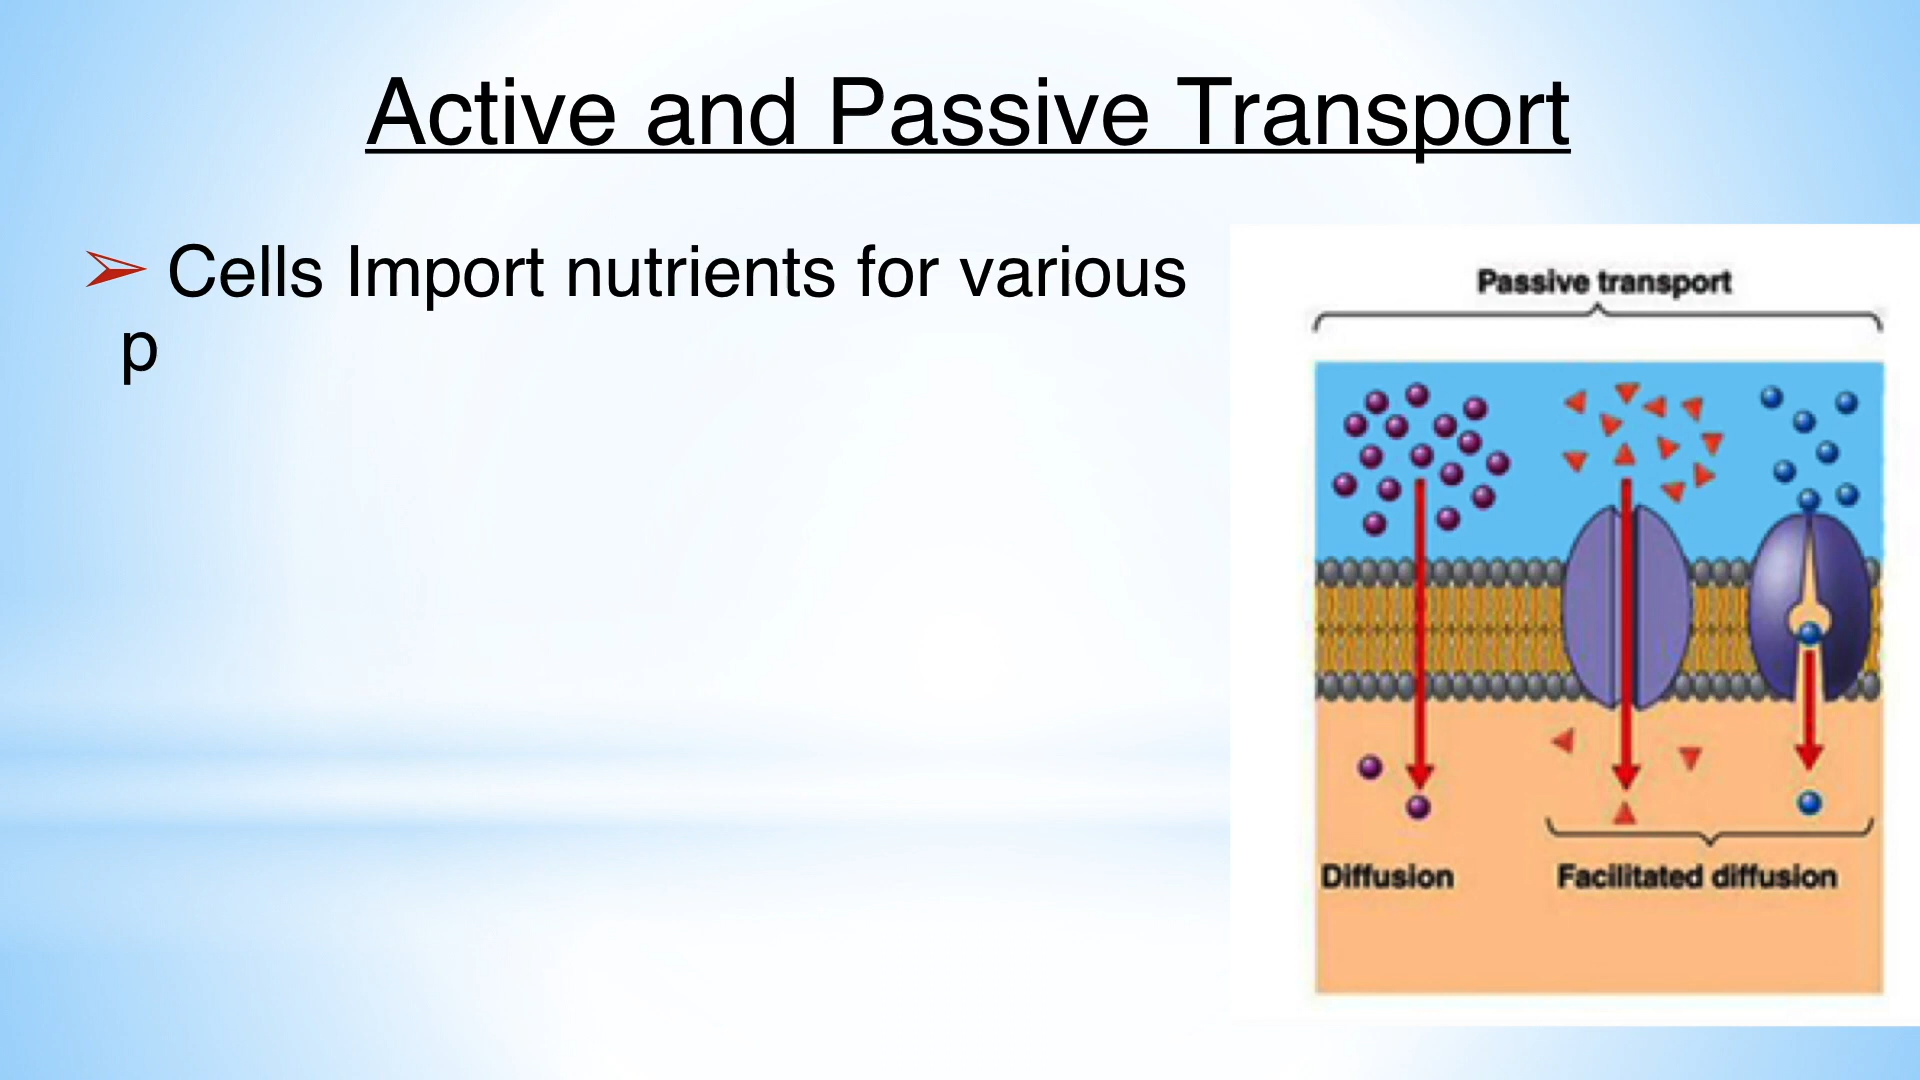 Active and Passive Transport
Cells Import nutrients for various
p
Passive transport
Diffusion
Facilitated diffusion